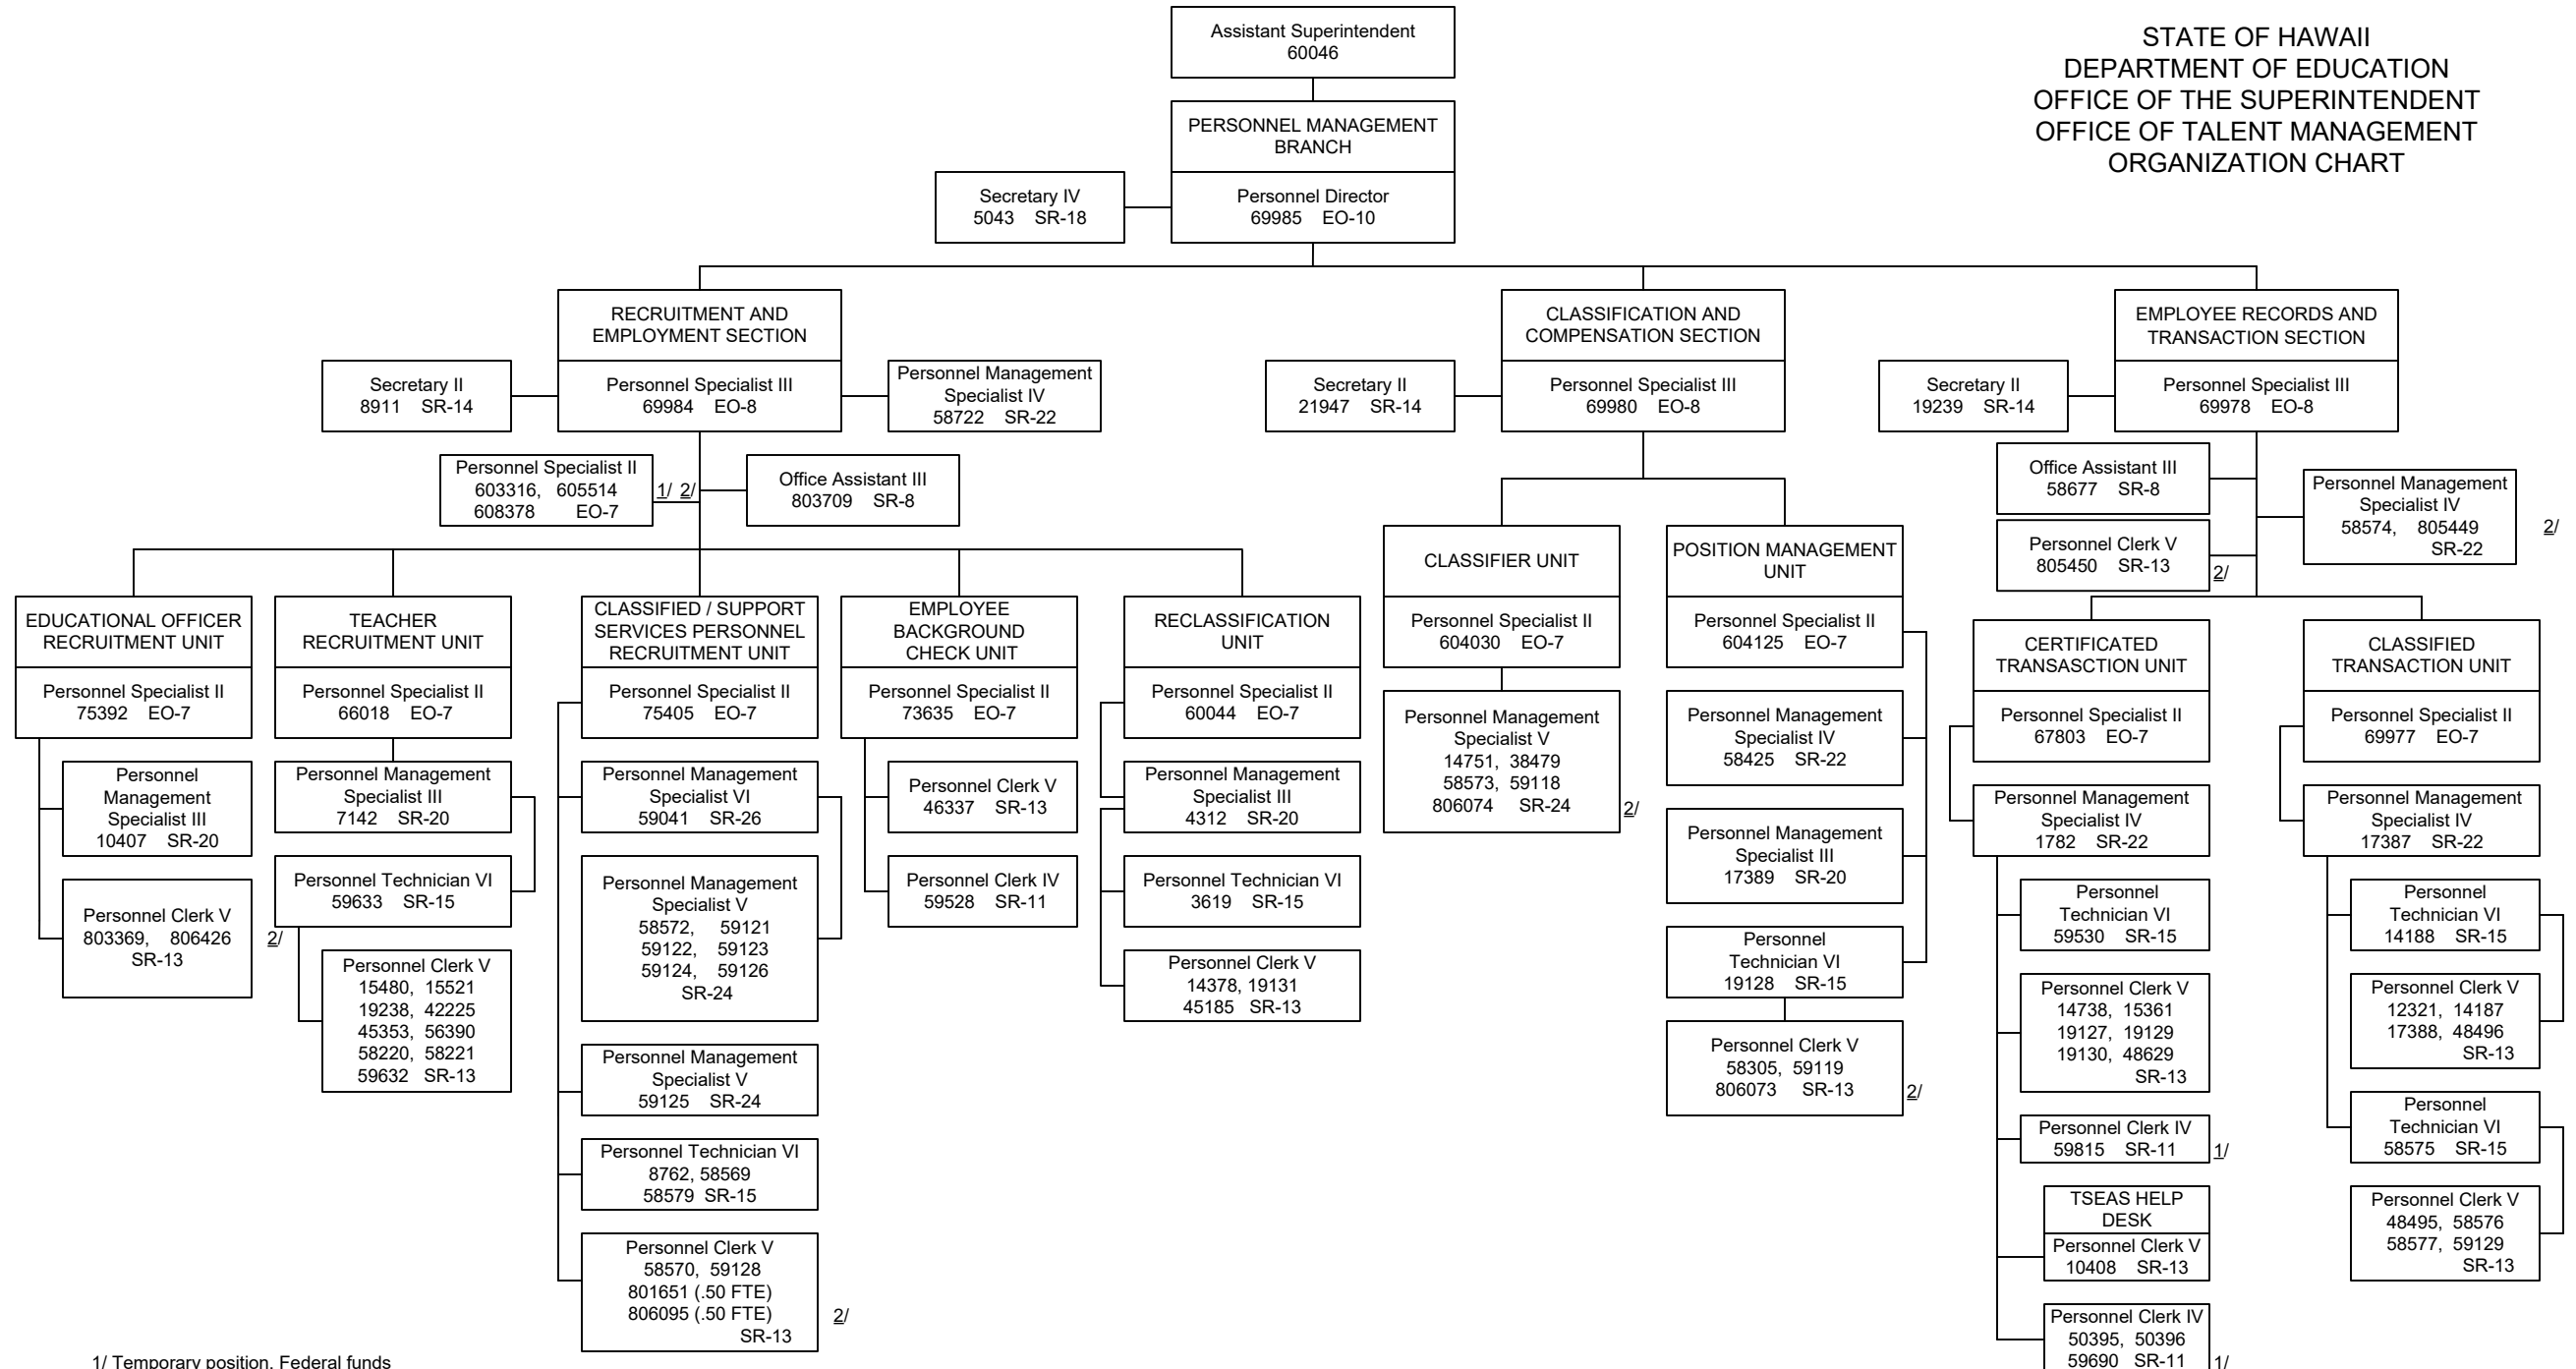 STATE OF HAWAII
DEPARTMENT OF EDUCATION
OFFICE OF THE SUPERINTENDENT
OFFICE OF TALENT MANAGEMENT
ORGANIZATION CHART
Assistant Superintendent
60046
PERSONNEL MANAGEMENT
BRANCH
Personnel Director
69985 EO-10
Secretary IV
5043 SR-18
RECRUITMENT AND
EMPLOYMENT SECTION
Personnel Specialist III
69984 EO-8
Secretary II
8911 SR-14
Personnel Management
Specialist IV
58722 SR-22
Personnel Specialist II
603316, 605514
608378 EO-7
1/ 2/
Office Assistant III
803709 SR-8
EDUCATIONAL OFFICER
RECRUITMENT UNIT
Personnel Specialist II
75392 EO-7
Personnel
Management
Specialist III
10407 SR-20
Personnel Clerk V
803369, 806426
SR-13
2/
TEACHER
RECRUITMENT UNIT
Personnel Specialist II
66018 EO-7
Personnel Management
Specialist III
7142 SR-20
Personnel Technician VI
59633 SR-15
Personnel Clerk V
15480, 15521
19238, 42225
45353, 56390
58220, 58221
59632 SR-13
CLASSIFIED / SUPPORT
SERVICES PERSONNEL
RECRUITMENT UNIT
Personnel Specialist II
75405 EO-7
Personnel Management
Specialist VI
59041 SR-26
Personnel Management
Specialist V
58572, 59121
59122, 59123
59124, 59126
SR-24
Personnel Management
Specialist V
59125 SR-24
Personnel Technician VI
8762, 58569
58579 SR-15
Personnel Clerk V
58570, 59128
801651 (.50 FTE)
806095 (.50 FTE)
SR-13
2/
EMPLOYEE
BACKGROUND
CHECK UNIT
Personnel Specialist II
73635 EO-7
Personnel Clerk V
46337 SR-13
Personnel Clerk IV
59528 SR-11
RECLASSIFICATION
UNIT
Personnel Specialist II
60044 EO-7
Personnel Management
Specialist III
4312 SR-20
Personnel Technician VI
3619 SR-15
Personnel Clerk V
14378, 19131
45185 SR-13
CLASSIFICATION AND
COMPENSATION SECTION
Personnel Specialist III
69980 EO-8
Secretary II
21947 SR-14
CLASSIFIER UNIT
Personnel Specialist II
604030 EO-7
Personnel Management
Specialist V
14751, 38479
58573, 59118
806074 SR-24
2/
POSITION MANAGEMENT
UNIT
Personnel Specialist II
604125 EO-7
Personnel Management
Specialist IV
58425 SR-22
Personnel Management
Specialist III
17389 SR-20
Personnel
Technician VI
19128 SR-15
Personnel Clerk V
58305, 59119
806073 SR-13
2/
EMPLOYEE RECORDS AND
TRANSACTION SECTION
Personnel Specialist III
69978 EO-8
Secretary II
19239 SR-14
Office Assistant III
58677 SR-8
Personnel Clerk V
805450 SR-13
2/
Personnel Management
Specialist IV
58574, 805449
SR-22
2/
CERTIFICATED
TRANSASCTION UNIT
Personnel Specialist II
67803 EO-7
Personnel Management
Specialist IV
1782 SR-22
Personnel
Technician VI
59530 SR-15
Personnel Clerk V
14738, 15361
19127, 19129
19130, 48629
SR-13
Personnel Clerk IV
59815 SR-11
1/
TSEAS HELP
DESK
Personnel Clerk V
10408 SR-13
Personnel Clerk IV
50395, 50396
59690 SR-11
1/
CLASSIFIED
TRANSACTION UNIT
Personnel Specialist II
69977 EO-7
Personnel Management
Specialist IV
17387 SR-22
Personnel
Technician VI
14188 SR-15
Personnel Clerk V
12321, 14187
17388, 48496
SR-13
Personnel
Technician VI
58575 SR-15
Personnel Clerk V
48495, 58576
58577, 59129
SR-13
1/ Temporary position, Federal funds